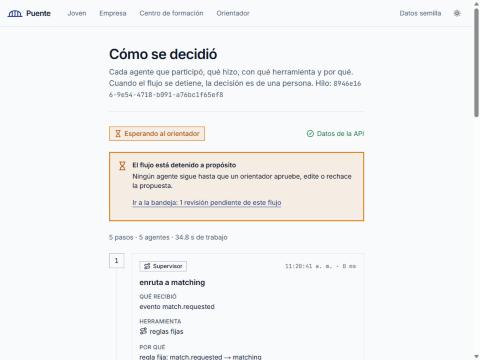 Puente Joven Empresa Centro de formación Orientador Datos semilla
Cómo se decidió
Cada agente que participó, qué hizo, con qué herramienta y por qué.
Cuando el flujo se detiene, la decisión es de una persona. Hilo: 8946e16
6-9e54-4718-b091-a76bc1f65ef8
Esperando al orientador Datos de la API
El flujo está detenido a propósito
Ningún agente sigue hasta que un orientador apruebe, edite o rechace
la propuesta.
Ir a la bandeja: 1 revisión pendiente de este flujo
5 pasos · 5 agentes · 34.8 s de trabajo
1
Supervisor 11:20:41 a. m. · 0 ms
enruta a matching
QUÉ RECIBIÓ
evento match.requested
HERRAMIENTA
reglas fijas
POR QUÉ
regla fija: match.requested → matching